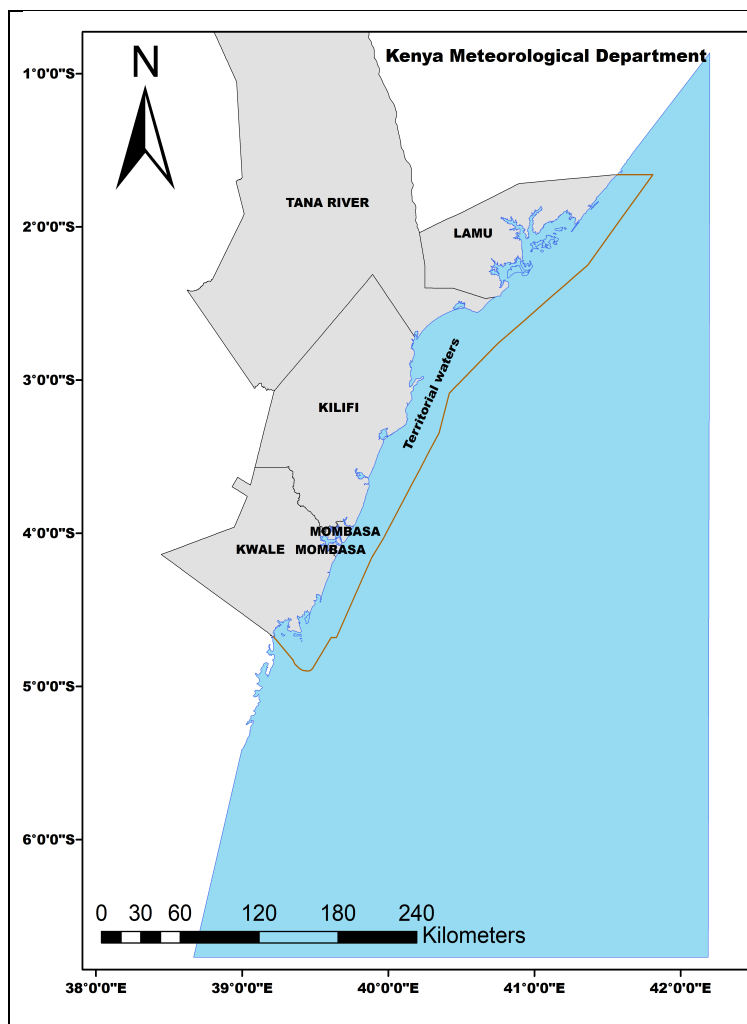 Kenya Meteorological Department
N
1°0'0"S
2°0'0"S
3°0'0"S
4°0'0"S
5°0'0"S
6°0'0"S
TANA RIVER
LAMU
Territorial waters
KILIFI
MOMBASA
KWALE MOMBASA
0 30 60 120 180 240
Kilometers
38°0'0"E 39°0'0"E 40°0'0"E 41°0'0"E 42°0'0"E